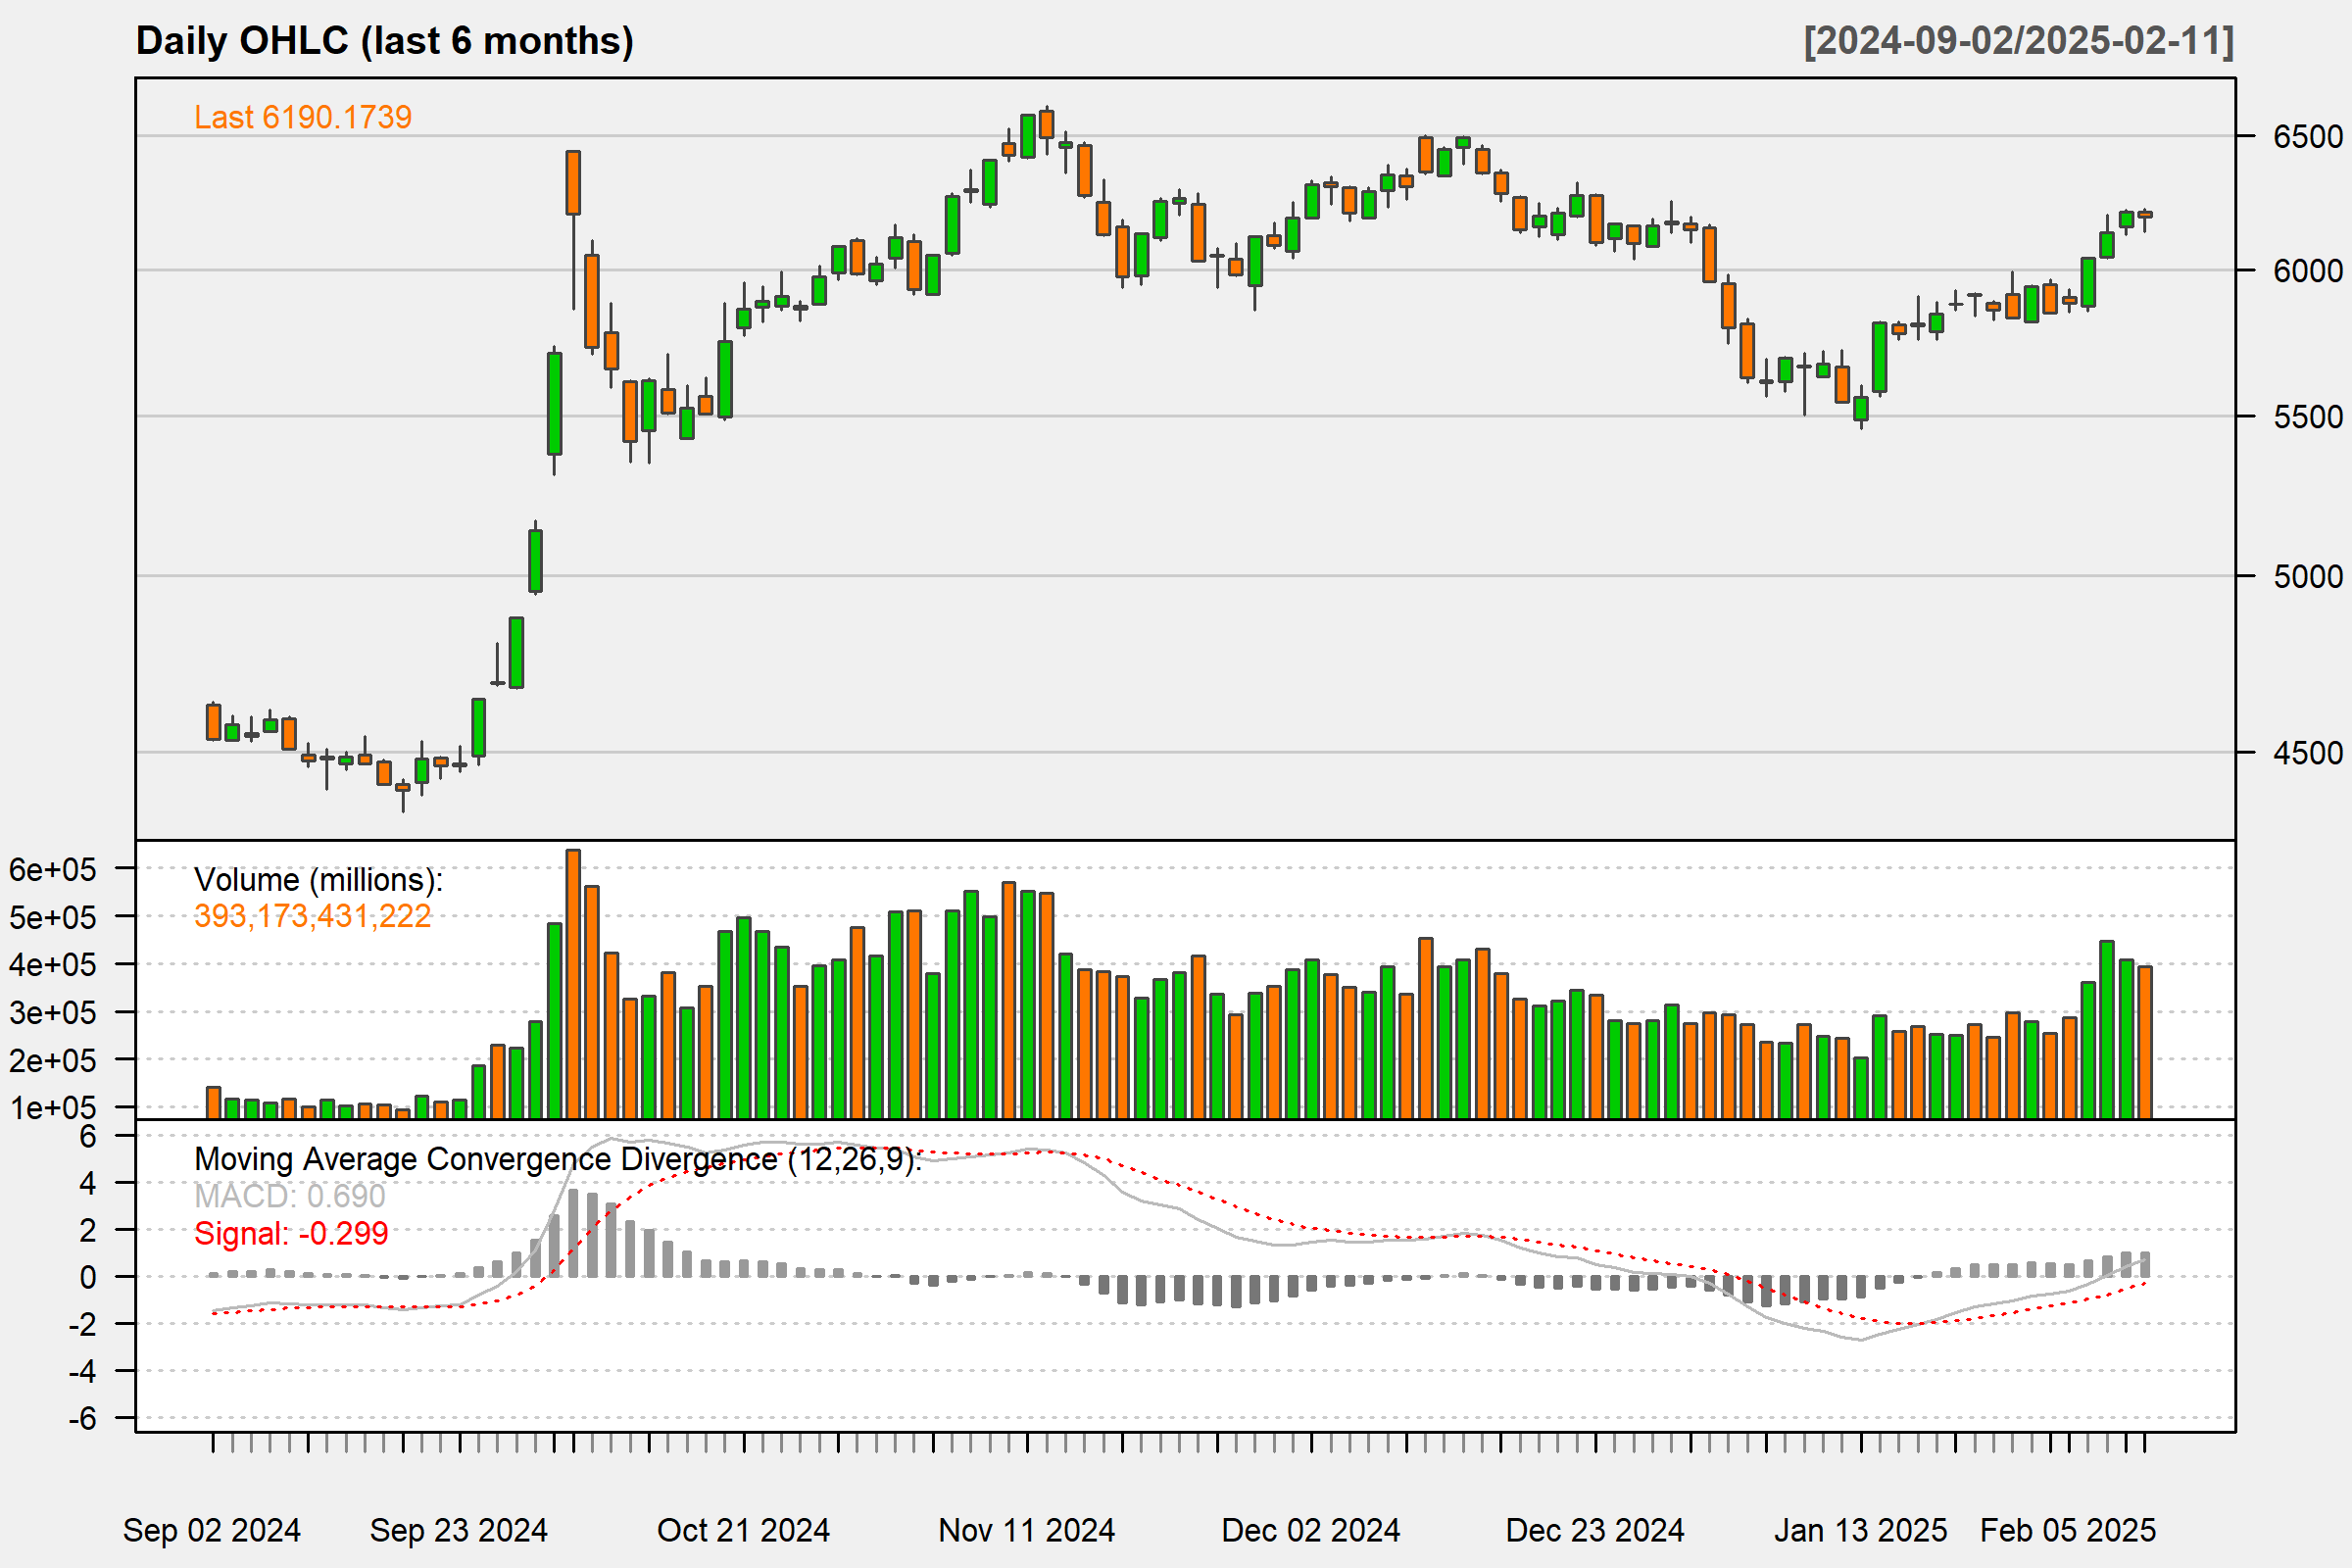 Daily OHLC (last 6 months)
[2024-09-02/2025-02-11]
Last 6190.1739
6500
6000
5500
5000
4500
Volume (millions):
393,173,431,222
6e+05
5e+05
4e+05
3e+05
2e+05
1e+05
Moving Average Convergence Divergence (12,26,9):
MACD: 0.690
Signal: -0.299
6
4
2
0
-2
-4
-6
Sep 02 2024
Sep 23 2024
Oct 21 2024
Nov 11 2024
Dec 02 2024
Dec 23 2024
Jan 13 2025
Feb 05 2025